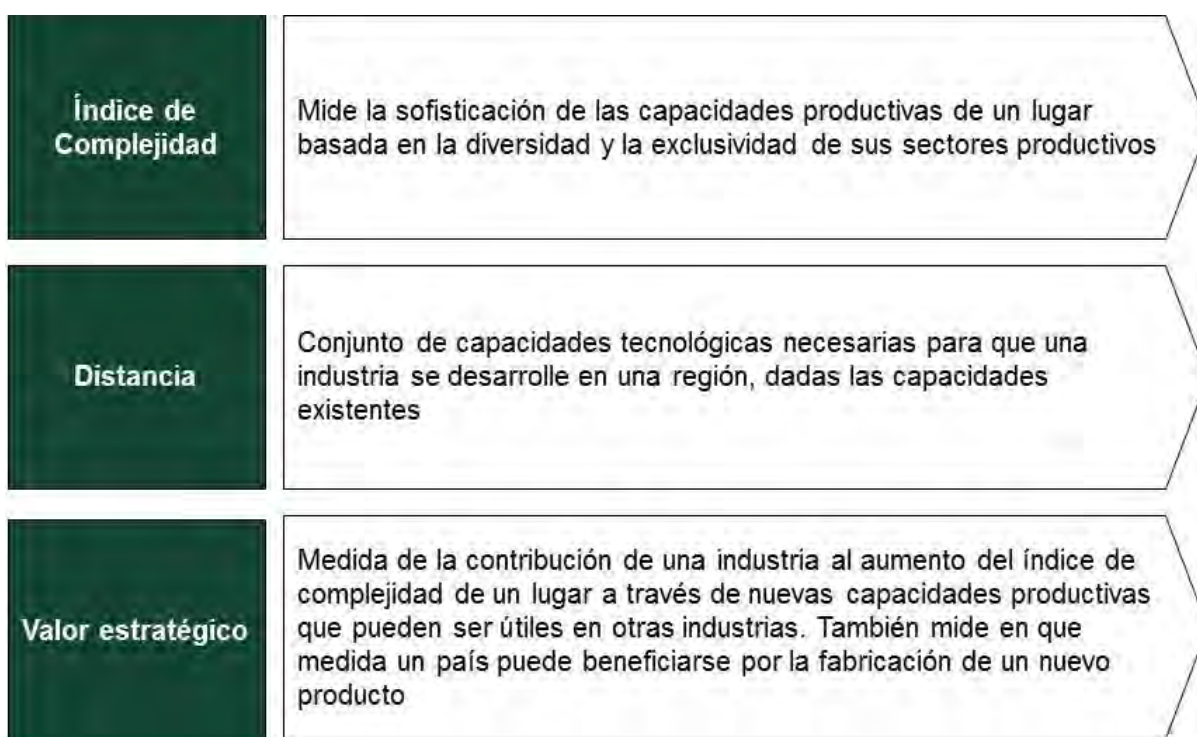 Índice de
Complejidad
Mide la sofisticación de las capacidades productivas de un lugar
basada en la diversidad y la exclusividad de sus sectores productivos
Distancia
Conjunto de capacidades tecnológicas necesarias para que una
industria se desarrolle en una región, dadas las capacidades
existentes
Valor estratégico
Medida de la contribución de una industria al aumento del índice de
complejidad de un lugar a través de nuevas capacidades productivas
que pueden ser útiles en otras industrias. También mide en que
medida un país puede beneficiarse por la fabricación de un nuevo
producto